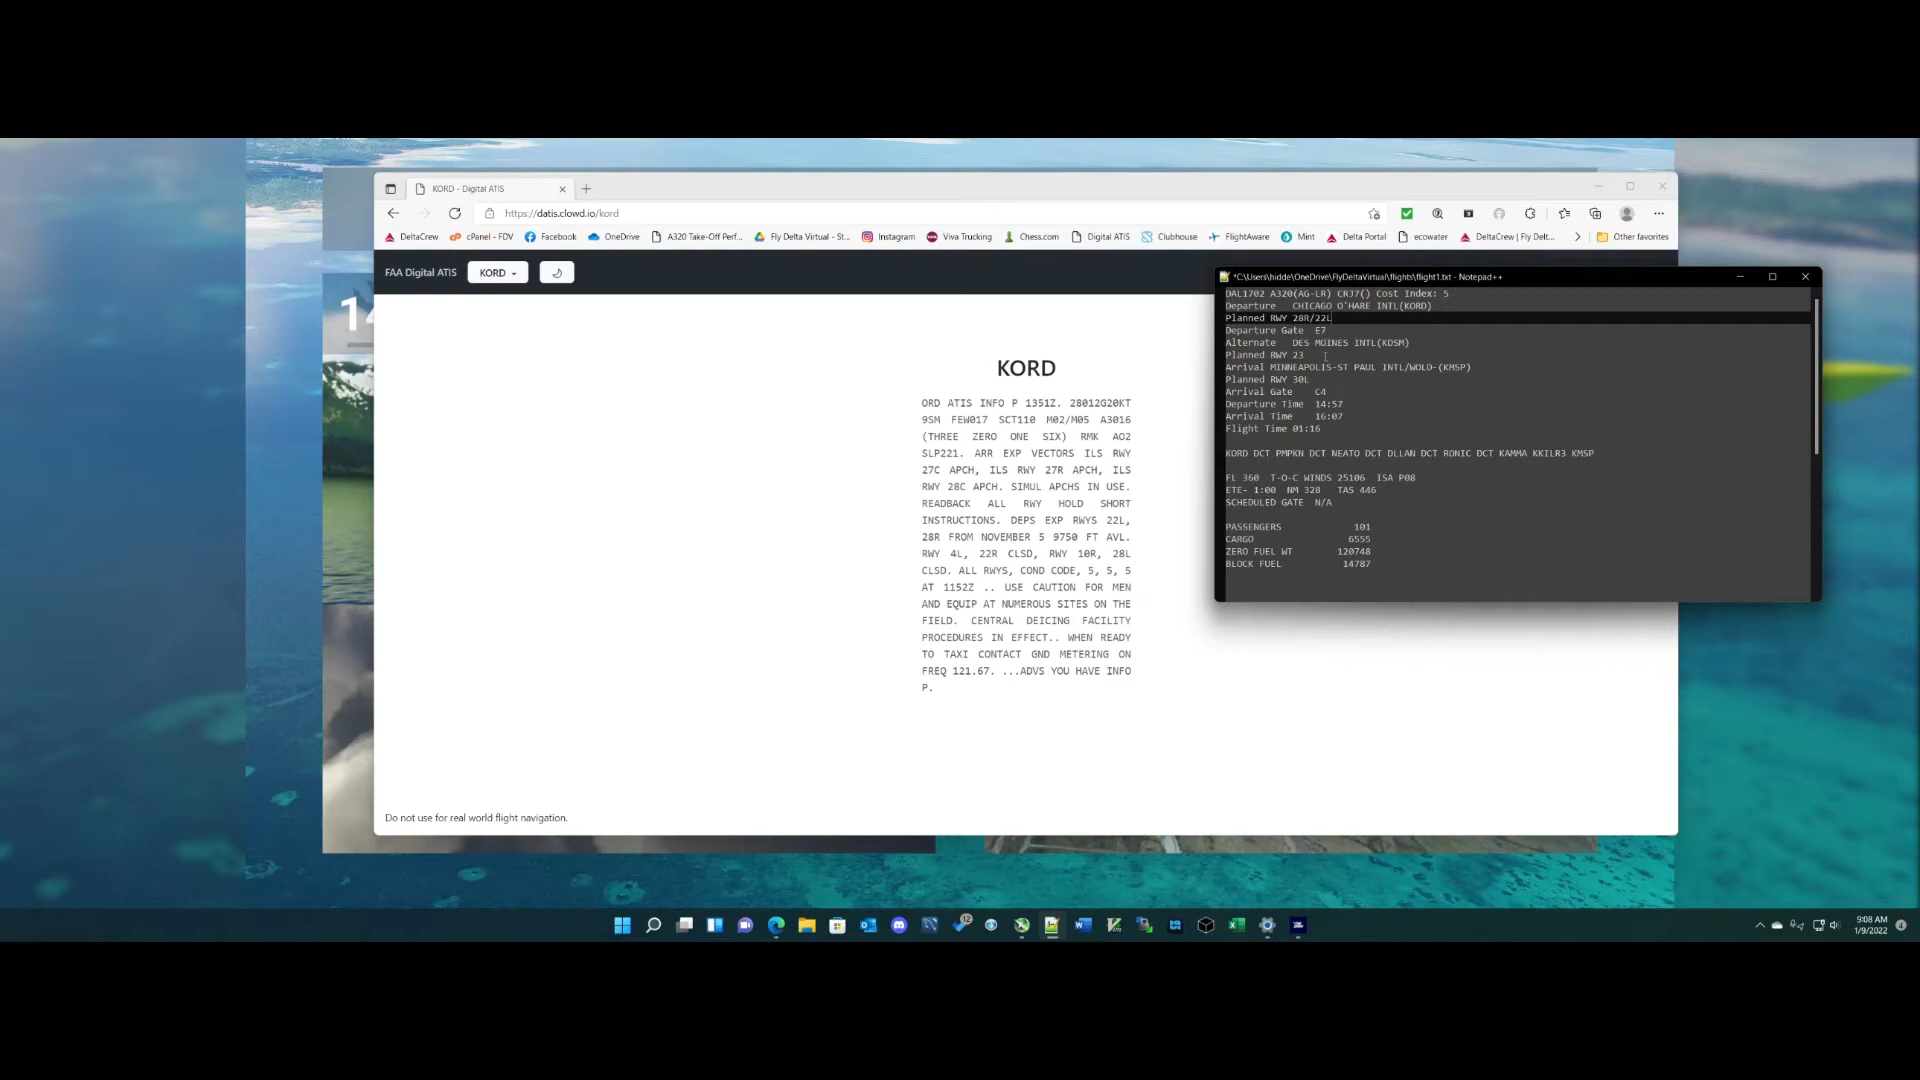 KORD - Digital ATIS
https://datis.clowd.io/kord
DeltaCrew
cPanel - FDV
Facebook
OneDrive
A320 Take-Off Perf...
Fly Delta Virtual - St...
Instagram
Viva Trucking
Chess.com
Digital ATIS
Clubhouse
FlightAware
Mint
Delta Portal
ecowater
DeltaCrew | Fly Delt...
Other favorites
FAA Digital ATIS
KORD
KORD
ORD ATIS INFO P 1351Z. 28012G20KT
9SM FEW017 SCT110 M02/M05 A3016
(THREE ZERO ONE SIX) RMK AO2
SLP221. ARR EXP VECTORS ILS RWY
27C APCH, ILS RWY 27R APCH, ILS
RWY 28C APCH. SIMUL APCHS IN USE.
READBACK ALL RWY HOLD SHORT
INSTRUCTIONS. DEPS EXP RWYS 22L,
28R FROM NOVEMBER 5 9750 FT AVL.
RWY 4L, 22R CLSD, RWY 10R, 28L
CLSD. ALL RWYS, COND CODE, 5, 5, 5
AT 1152Z .. USE CAUTION FOR MEN
AND EQUIP AT NUMEROUS SITES ON THE
FIELD. CENTRAL DEICING FACILITY
PROCEDURES IN EFFECT.. WHEN READY
TO TAXI CONTACT GND METERING ON
FREQ 121.67. ...ADVS YOU HAVE INFO
P.
Do not use for real world flight navigation.
*C:\Users\hidde\OneDrive\FlyDeltaVirtual\flights\flight1.txt - Notepad++
DAL1702 A320(AG-LR) CRJ7() Cost Index: 5
Departure CHICAGO O'HARE INTL(KORD)
Planned RWY 28R/22L
Departure Gate E7
Alternate DES MOINES INTL(KDSM)
Planned RWY 23
Arrival MINNEAPOLIS-ST PAUL INTL/WOLD-(KMSP)
Planned RWY 30L
Arrival Gate C4
Departure Time 14:57
Arrival Time 16:07
Flight Time 01:16
KORD DCT PMPKN DCT NEATO DCT DLLAN DCT RONIC DCT KAMMA KKILR3 KMSP
FL 360 T-O-C WINDS 25106 ISA P08
ETE- 1:00 NM 328 TAS 446
SCHEDULED GATE N/A
PASSENGERS 101
CARGO 6555
ZERO FUEL WT 120748
BLOCK FUEL 14787
12
9:08 AM
1/9/2022
4